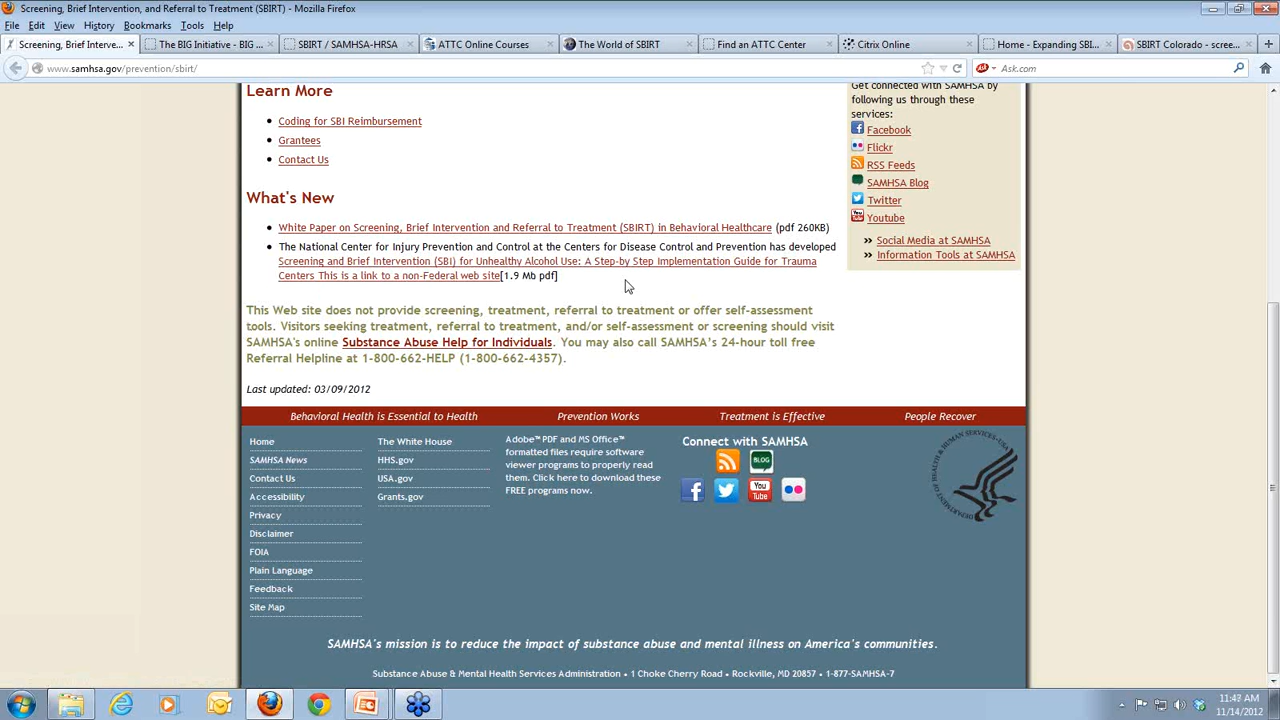 Screening, Brief Intervention, and Referral to Treatment (SBIRT) - Mozilla Firefox
File Edit View History Bookmarks Tools Help
Screening, Brief Interve... × The BIG Initiative - BIG ... × SBIRT / SAMHSA-HRSA × ATTC Online Courses × The World of SBIRT × Find an ATTC Center × Citrix Online × Home - Expanding SBI... × SBIRT Colorado - scree... ×
www.samhsa.gov/prevention/sbirt/ Ask.com
Learn More
• Coding for SBI Reimbursement
• Grantees
• Contact Us
What's New
• White Paper on Screening, Brief Intervention and Referral to Treatment (SBIRT) in Behavioral Healthcare (pdf 260KB)
• The National Center for Injury Prevention and Control at the Centers for Disease Control and Prevention has developed
Screening and Brief Intervention (SBI) for Unhealthy Alcohol Use: A Step-by Step Implementation Guide for Trauma
Centers This is a link to a non-Federal web site[1.9 Mb pdf]
This Web site does not provide screening, treatment, referral to treatment or offer self-assessment
tools. Visitors seeking treatment, referral to treatment, and/or self-assessment or screening should visit
SAMHSA's online Substance Abuse Help for Individuals. You may also call SAMHSA's 24-hour toll free
Referral Helpline at 1-800-662-HELP (1-800-662-4357).
Last updated: 03/09/2012
Get connected with SAMHSA by
following us through these
services:
Facebook
Flickr
RSS Feeds
SAMHSA Blog
Twitter
Youtube
›› Social Media at SAMHSA
›› Information Tools at SAMHSA
Behavioral Health is Essential to Health Prevention Works Treatment is Effective People Recover
Home
SAMHSA News
Contact Us
Accessibility
Privacy
Disclaimer
FOIA
Plain Language
Feedback
Site Map
The White House
HHS.gov
USA.gov
Grants.gov
Adobe™ PDF and MS Office™
formatted files require software
viewer programs to properly read
them. Click here to download these
FREE programs now.
Connect with SAMHSA
BLOG
You
Tube
DEPARTMENT OF HEALTH & HUMAN SERVICES • USA
SAMHSA's mission is to reduce the impact of substance abuse and mental illness on America's communities.
Substance Abuse & Mental Health Services Administration • 1 Choke Cherry Road • Rockville, MD 20857 • 1-877-SAMHSA-7
11:47 AM
11/14/2012